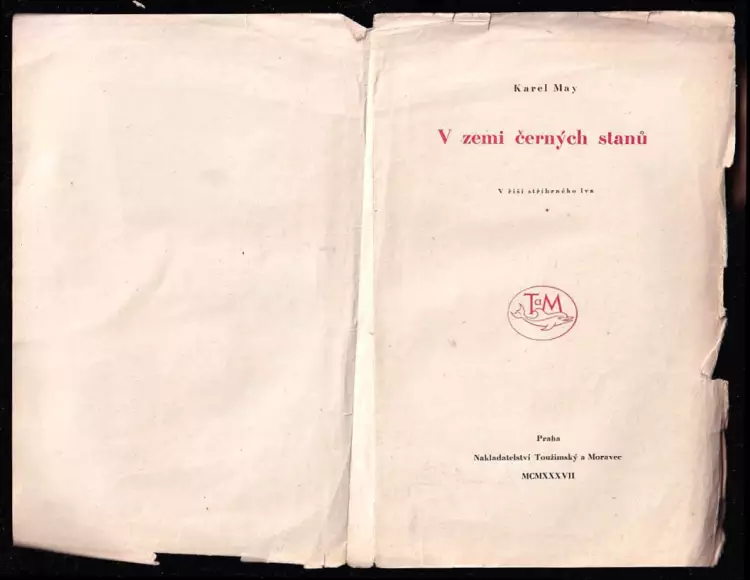 Karel May
V zemi černých stanů
V říši stříbrného lva
*
TaM
Praha
Nakladatelství Toužimský a Moravec
MCMXXXVII